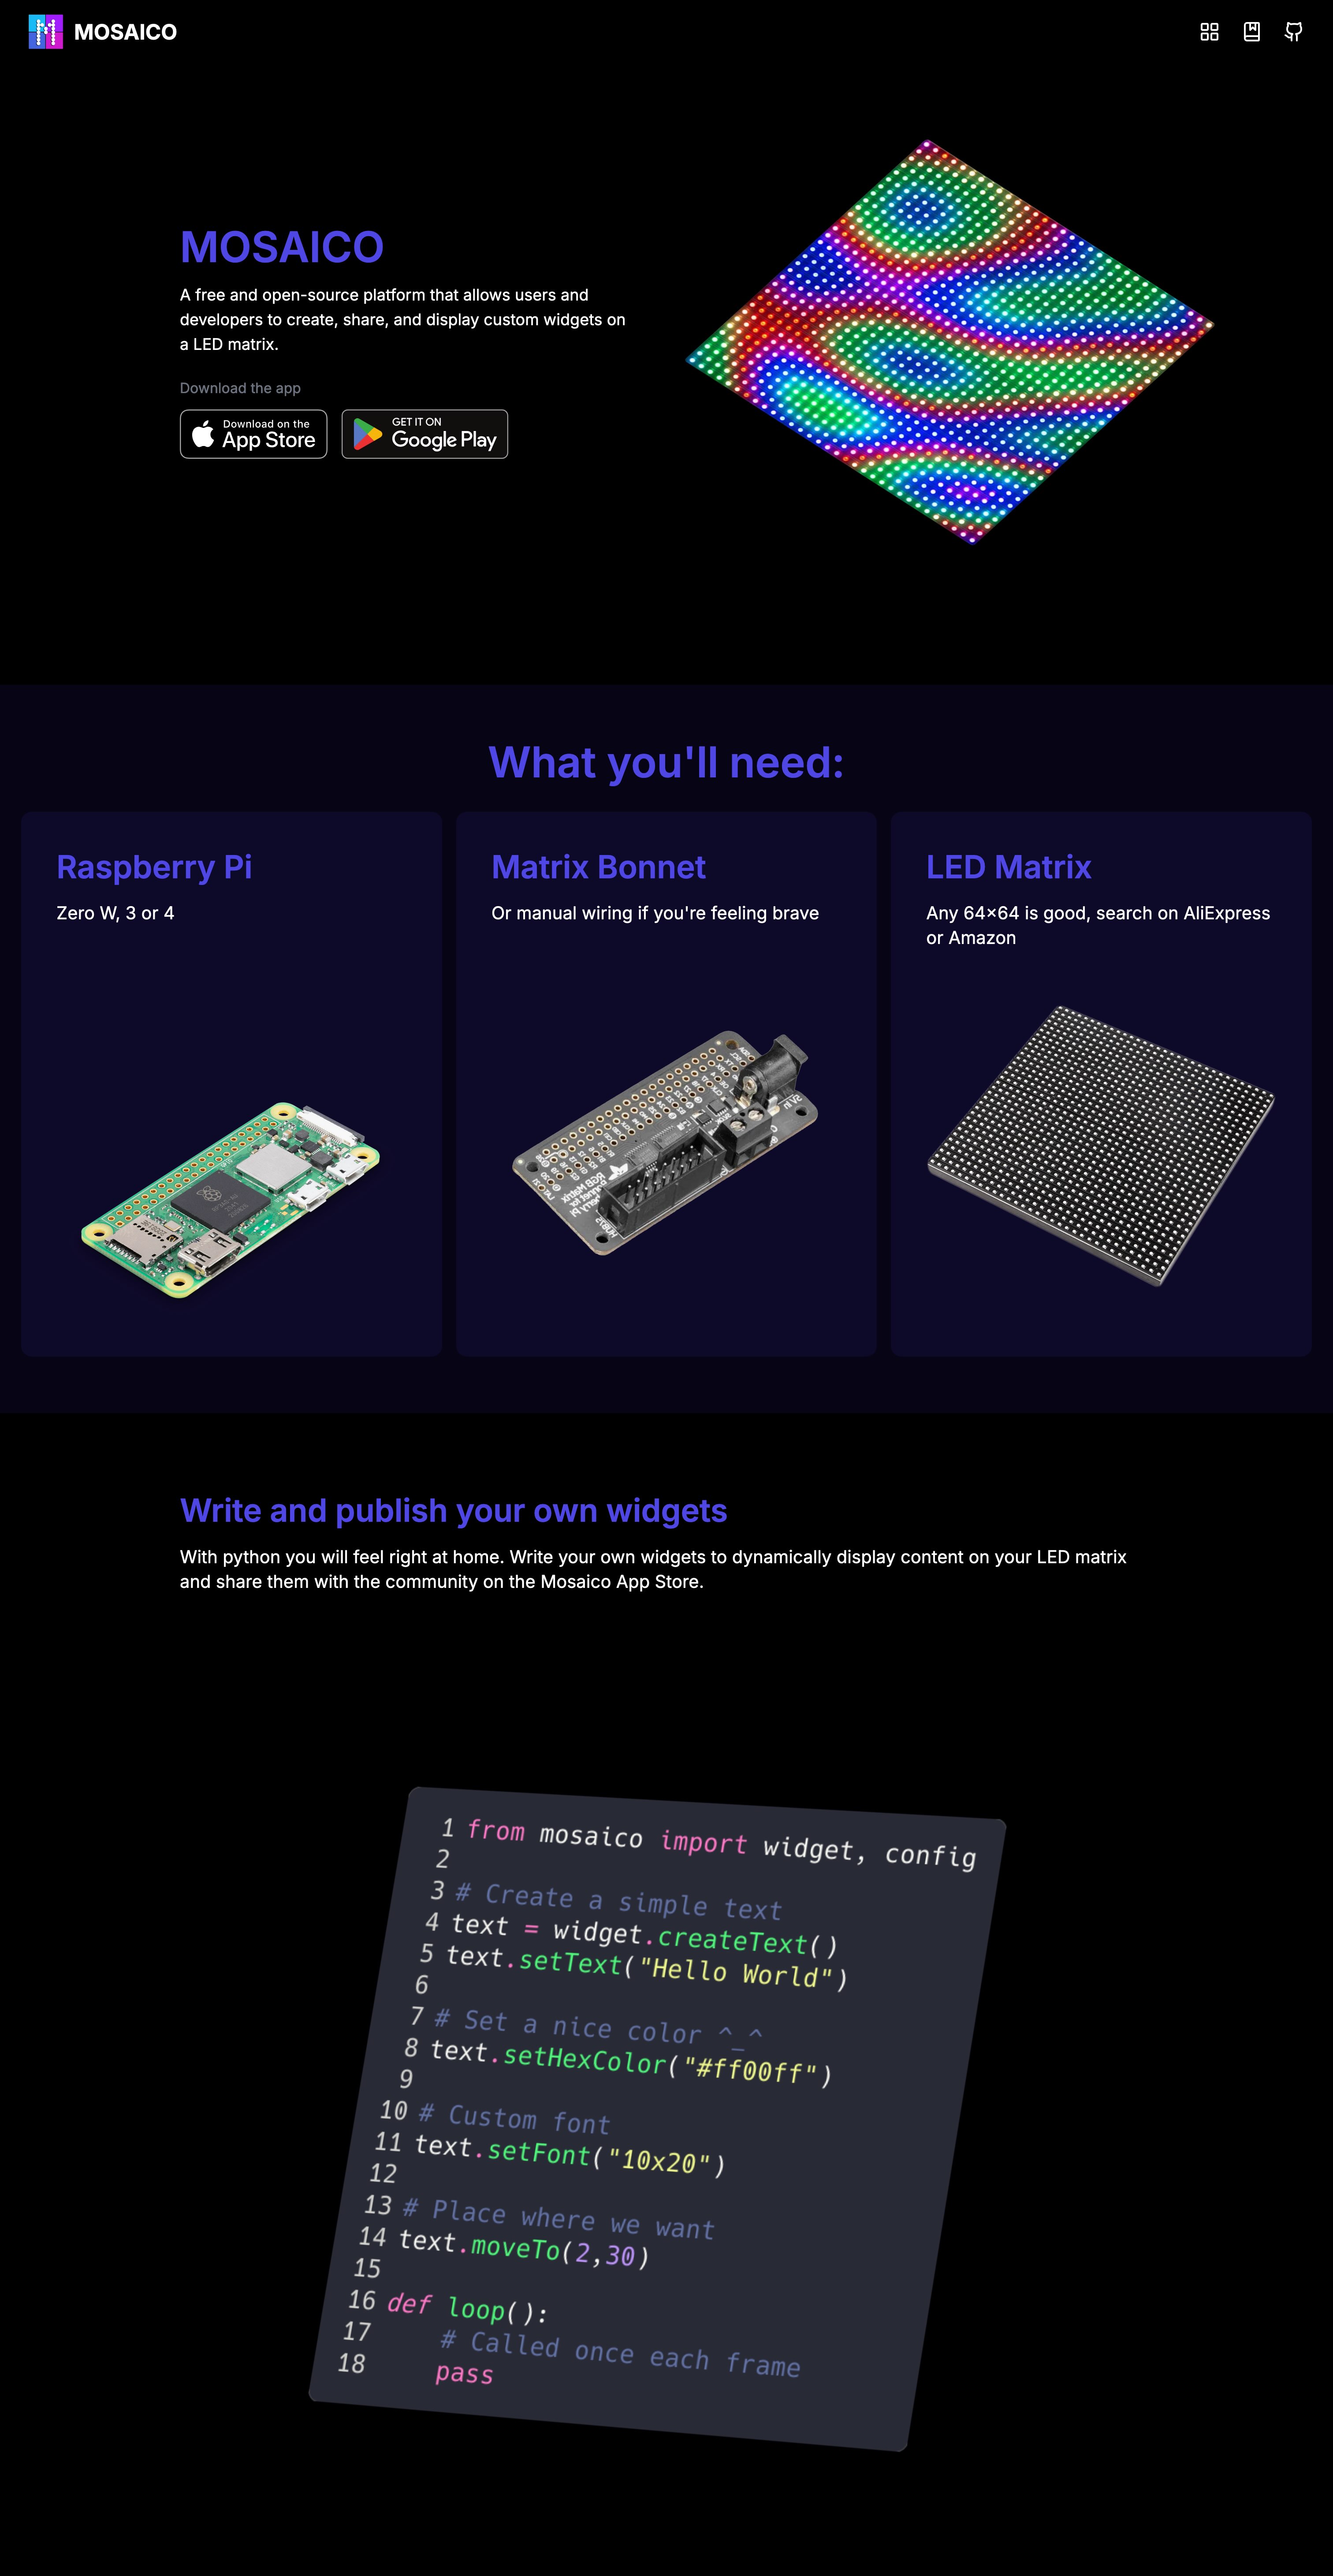 MOSAICO
MOSAICO
A free and open-source platform that allows users and
developers to create, share, and display custom widgets on
a LED matrix.
Download the app
Download on the
App Store
GET IT ON
Google Play
What you'll need:
Raspberry Pi
Zero W, 3 or 4
Matrix Bonnet
Or manual wiring if you're feeling brave
LED Matrix
Any 64x64 is good, search on AliExpress
or Amazon
Write and publish your own widgets
With python you will feel right at home. Write your own widgets to dynamically display content on your LED matrix
and share them with the community on the Mosaico App Store.
1 from mosaico import widget, config
2
3 # Create a simple text
4 text = widget.createText()
5 text.setText("Hello World")
6
7 # Set a nice color ^_^
8 text.setHexColor("#ff00ff")
9
10 # Custom font
11 text.setFont("10x20")
12
13 # Place where we want
14 text.moveTo(2,30)
15
16 def loop():
17 # Called once each frame
18 pass